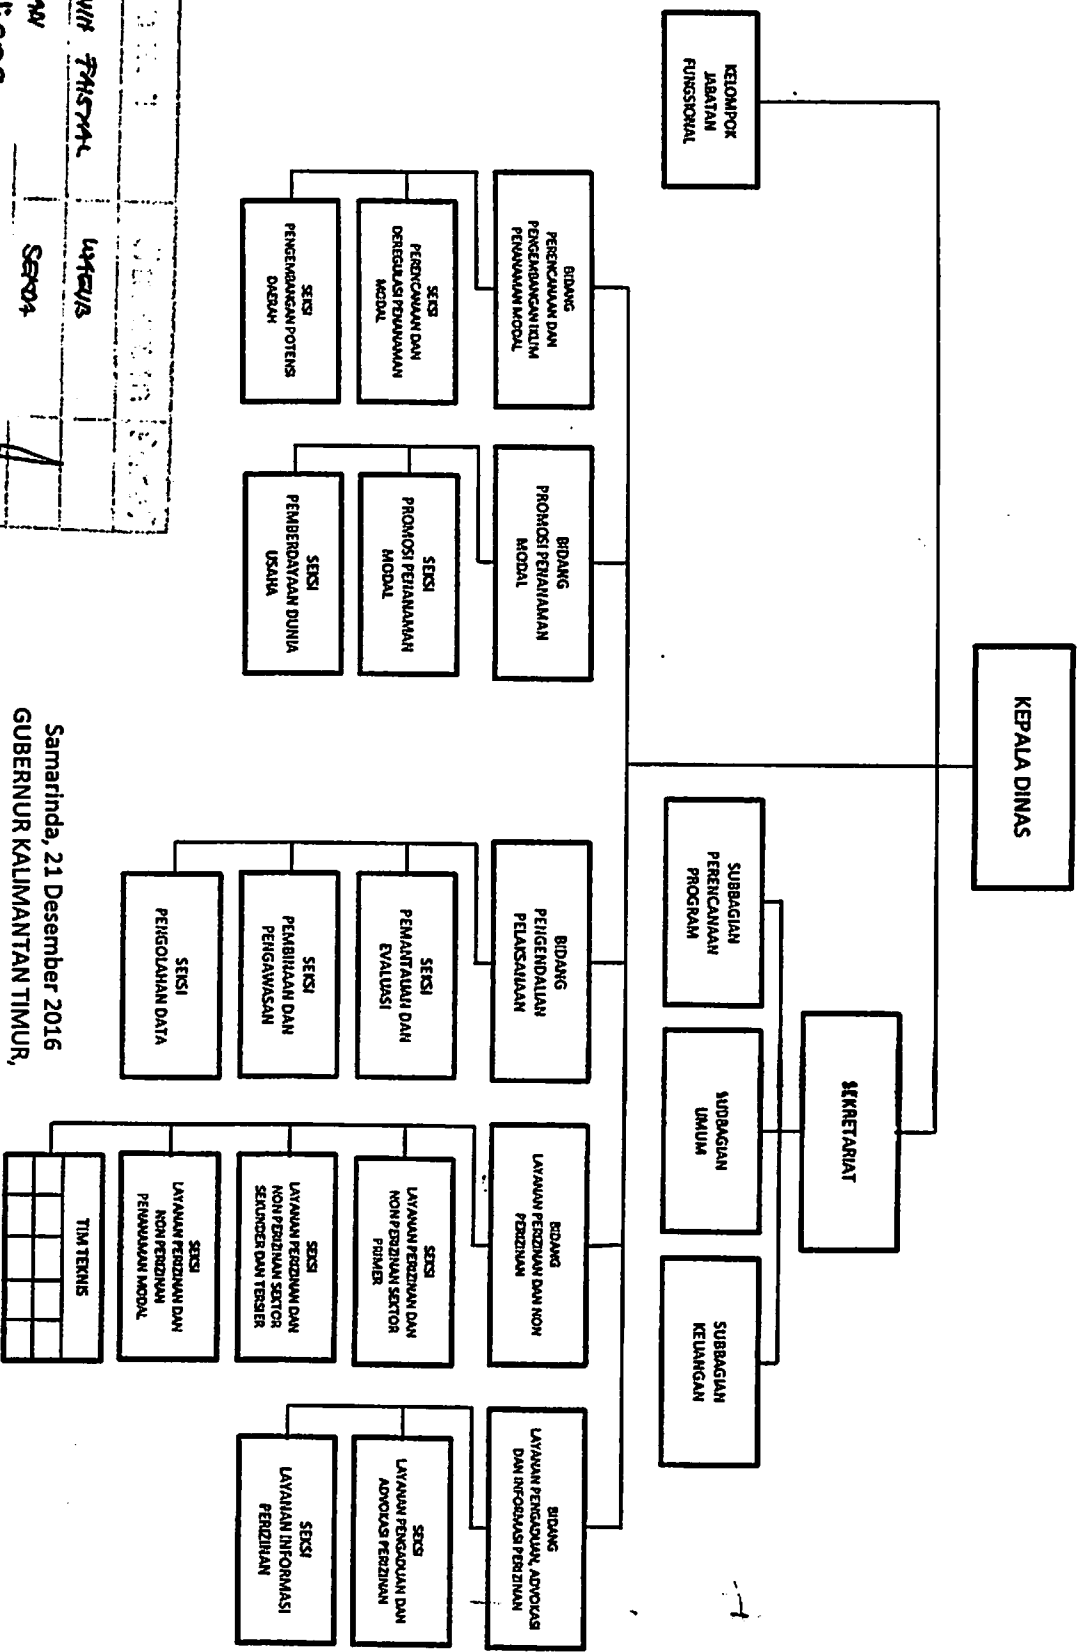 KEPALA DINAS
KELOMPOK
JABATAN
FUNGSIONAL
SEKRETARIAT
SUBBAGIAN
PERENCANAAN
PROGRAM
SUBBAGIAN
UMUM
SUBBAGIAN
KEUANGAN
BIDANG
PERENCANAAN DAN
PENGEMBANGAN IKLIM
PENANAMAN MODAL
SEKSI
PERENCANAAN DAN
DEREGULASI PENANAMAN
MODAL
SEKSI
PENGEMBANGAN POTENSI
DAERAH
BIDANG
PROMOSI PENANAMAN
MODAL
SEKSI
PROMOSI PENANAMAN
MODAL
SEKSI
PEMBERDAYAAN DUNIA
USAHA
BIDANG
PENGENDALIAN
PELAKSANAAN
SEKSI
PEMANTAUAN DAN
EVALUASI
SEKSI
PEMBINAAN DAN
PENGAWASAN
SEKSI
PENGOLAHAN DATA
BIDANG
LAYANAN PERIZINAN DAN NON
PERIZINAN
SEKSI
LAYANAN PERIZINAN DAN
NON PERIZINAN SEKTOR
PRIMER
SEKSI
LAYANAN PERIZINAN DAN
NON PERIZINAN SEKTOR
SEKUNDER DAN TERSIER
SEKSI
LAYANAN PERIZINAN DAN
NON PERIZINAN
PENANAMAN MODAL
TIM TEKNIS
BIDANG
LAYANAN PENGADUAN, ADVOKASI
DAN INFORMASI PERIZINAN
SEKSI
LAYANAN PENGADUAN DAN
ADVOKASI PERIZINAN
SEKSI
LAYANAN INFORMASI
PERIZINAN
FAISYAL WAGUB
SEKDA
Samarinda, 21 Desember 2016
GUBERNUR KALIMANTAN TIMUR,